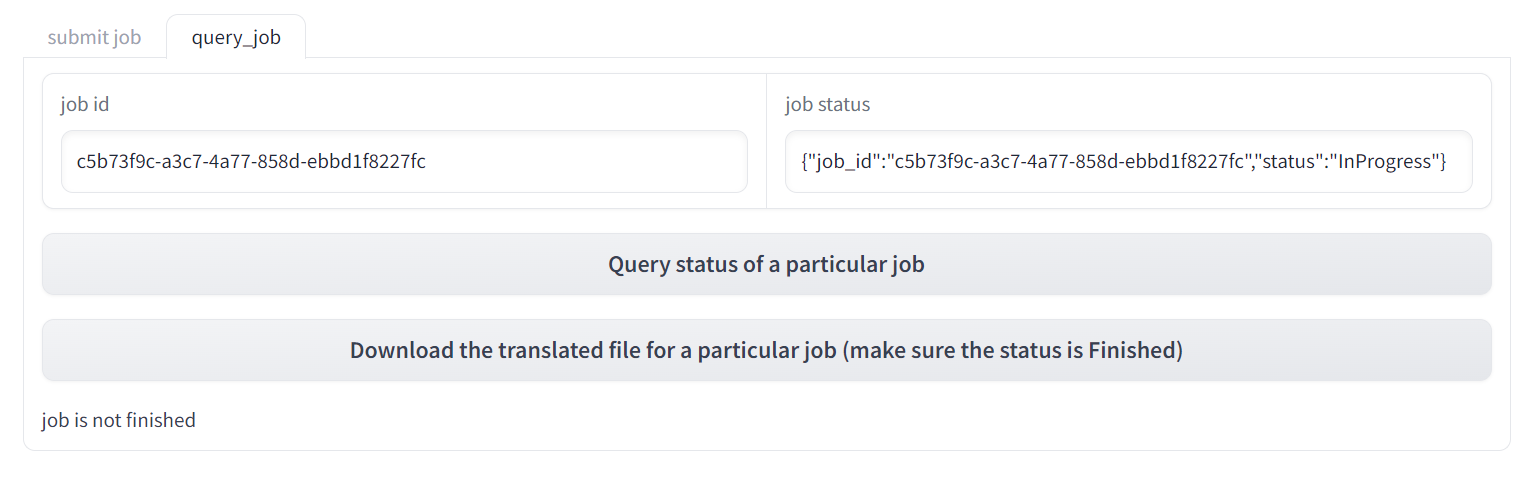 submit job
query_job
job id
job status
c5b73f9c-a3c7-4a77-858d-ebbd1f8227fc
{"job_id":"c5b73f9c-a3c7-4a77-858d-ebbd1f8227fc","status":"InProgress"}
Query status of a particular job
Download the translated file for a particular job (make sure the status is Finished)
job is not finished